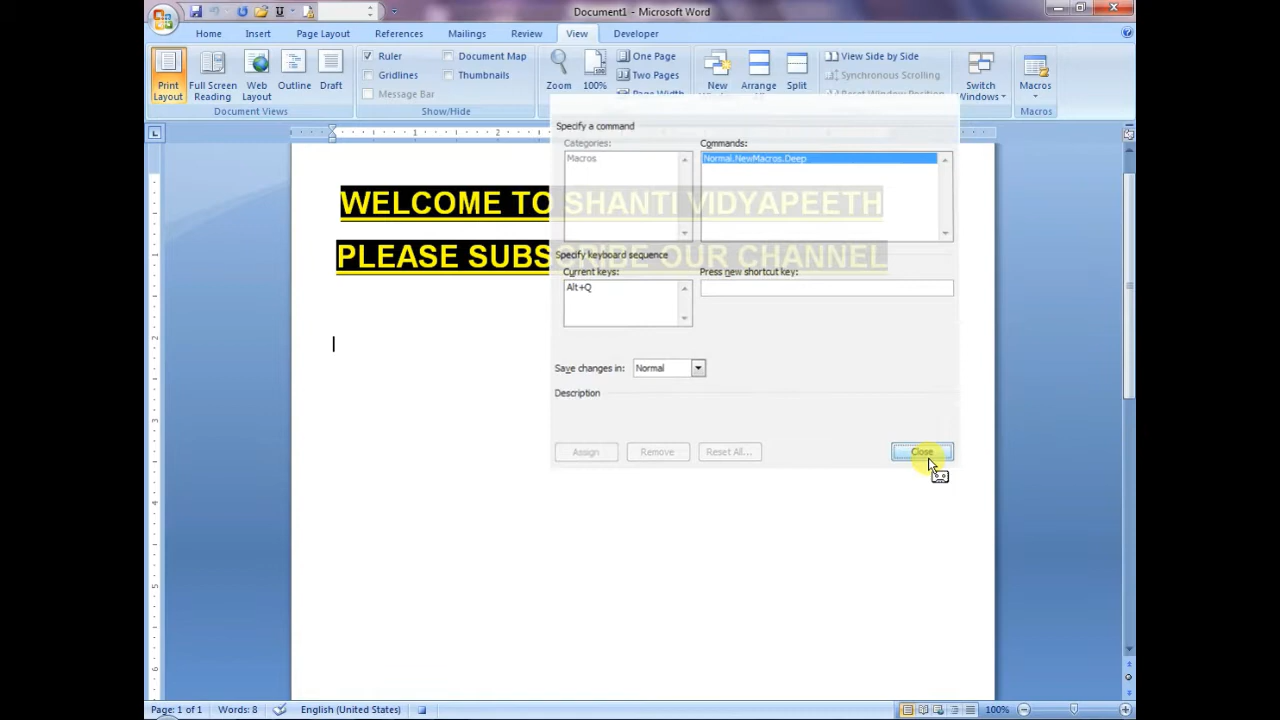 Document1 - Microsoft Word
Home Insert Page Layout References Mailings Review View Developer
Print Layout
Full Screen Reading
Web Layout
Outline
Draft
Document Views
Ruler
Gridlines
Message Bar
Document Map
Thumbnails
Show/Hide
Zoom
100%
One Page
Two Pages
Page Width
New
Arrange
Split
View Side by Side
Synchronous Scrolling
Reset Window Position
Switch Windows
Macros
Macros
Specify a command
Categories:
Commands:
Macros
Normal.NewMacros.Deep
WELCOME TO SHANTI VIDYAPEETH
PLEASE SUBSCRIBE OUR CHANNEL
Specify keyboard sequence
Current keys:
Press new shortcut key:
Alt+Q
Save changes in:
Normal
Description
Assign
Remove
Reset All...
Close
Page: 1 of 1
Words: 8
English (United States)
100%